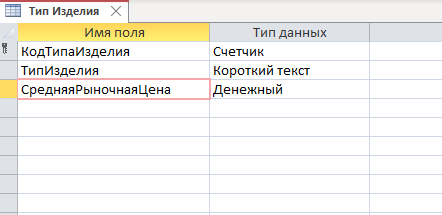 Тип Изделия
Имя поля Тип данных
КодТипаИзделия Счетчик
ТипИзделия Короткий текст
СредняяРыночнаяЦена Денежный